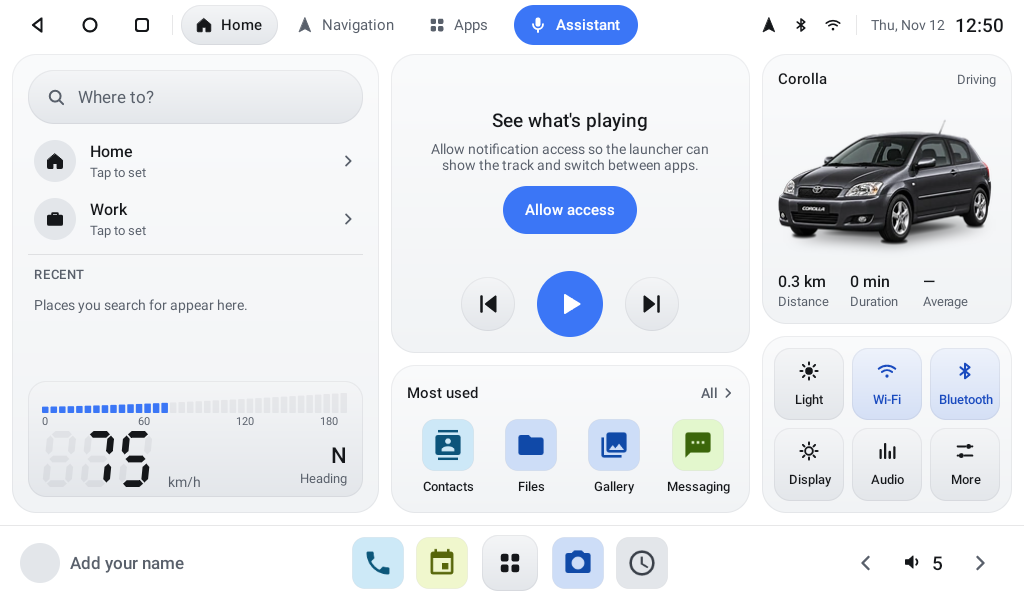 Home
Navigation
Apps
Assistant
Thu, Nov 12
12:50
Where to?
Home
Tap to set
Work
Tap to set
RECENT
Places you search for appear here.
0
60
120
180
75
km/h
N
Heading
See what's playing
Allow notification access so the launcher can
show the track and switch between apps.
Allow access
Most used
All
Contacts
Files
Gallery
Messaging
Corolla
Driving
COROLLA
0.3 km
0 min
—
Distance
Duration
Average
Light
Wi-Fi
Bluetooth
Display
Audio
More
Add your name
5